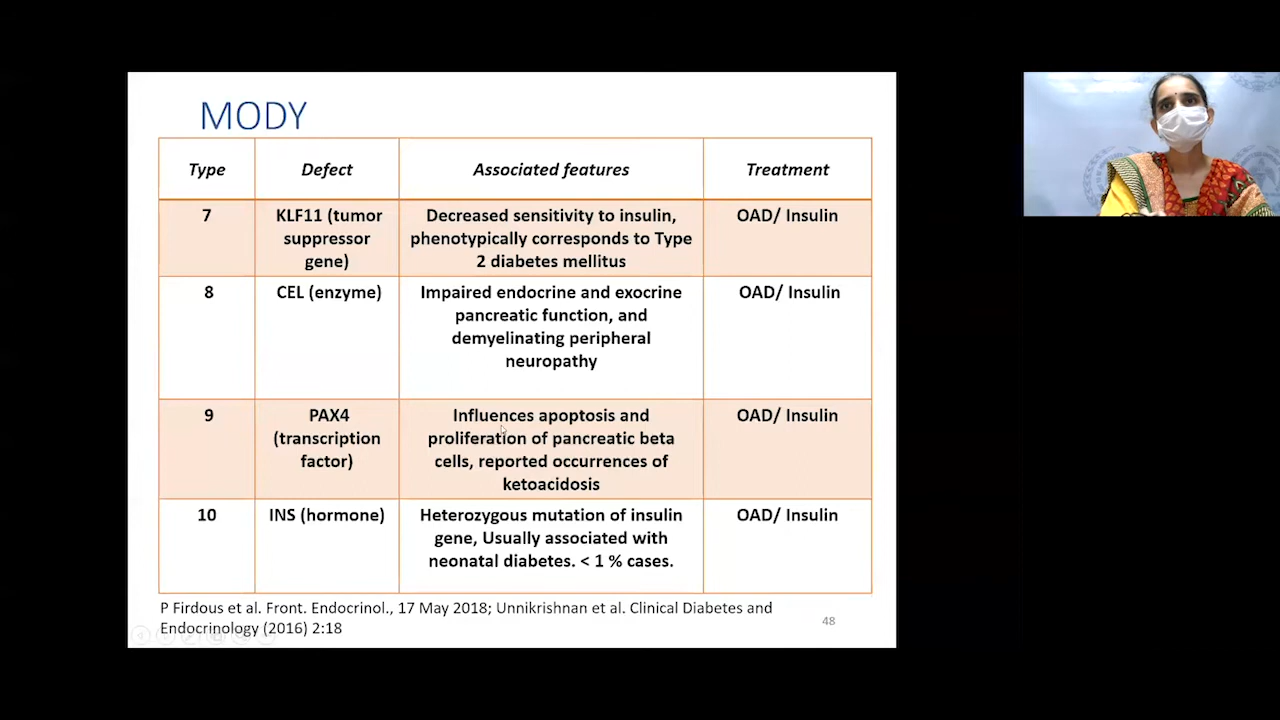 MODY
Type Defect Associated features Treatment
7
KLF11 (tumor
suppressor
gene)
Decreased sensitivity to insulin,
phenotypically corresponds to Type
2 diabetes mellitus
OAD/ Insulin
8
CEL (enzyme)
Impaired endocrine and exocrine
pancreatic function, and
demyelinating peripheral
neuropathy
OAD/ Insulin
9
PAX4
(transcription
factor)
Influences apoptosis and
proliferation of pancreatic beta
cells, reported occurrences of
ketoacidosis
OAD/ Insulin
10
INS (hormone)
Heterozygous mutation of insulin
gene, Usually associated with
neonatal diabetes. < 1 % cases.
OAD/ Insulin
P Firdous et al. Front. Endocrinol., 17 May 2018; Unnikrishnan et al. Clinical Diabetes and
Endocrinology (2016) 2:18
48